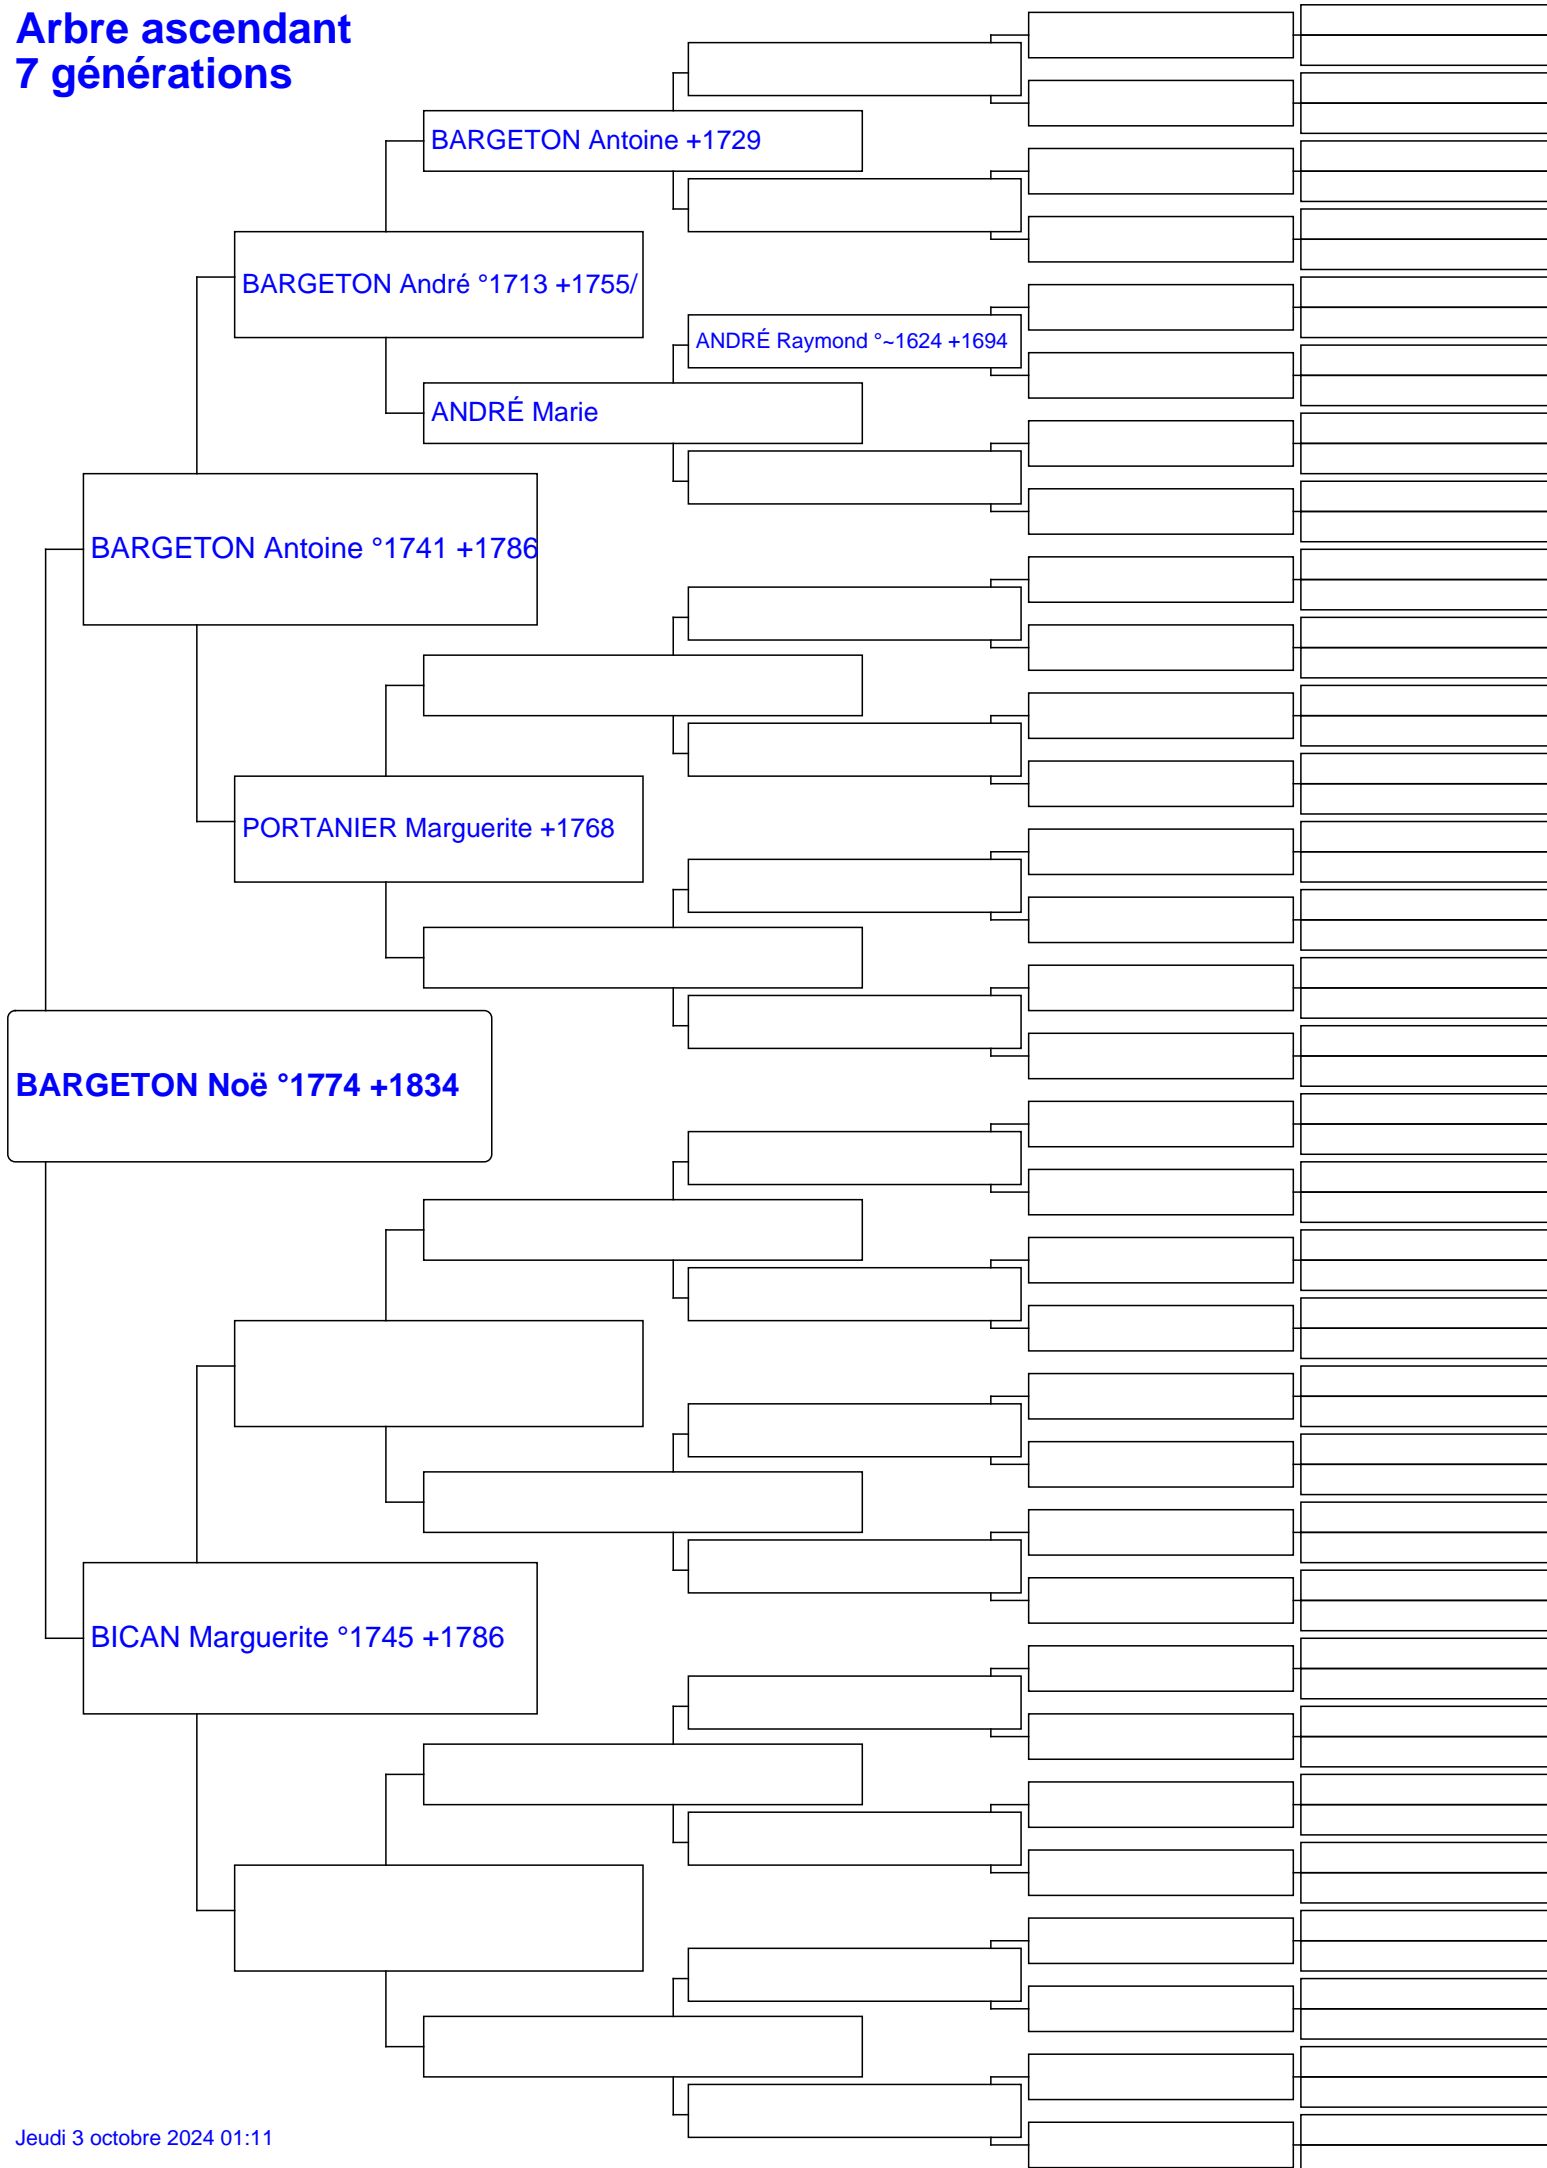 Arbre ascendant
7 générations
BARGETON Antoine +1729
BARGETON André °1713 +1755/
ANDRÉ Raymond °~1624 +1694
ANDRÉ Marie
BARGETON Antoine °1741 +1786
PORTANIER Marguerite +1768
BARGETON Noë °1774 +1834
BICAN Marguerite °1745 +1786
Jeudi 3 octobre 2024 01:11